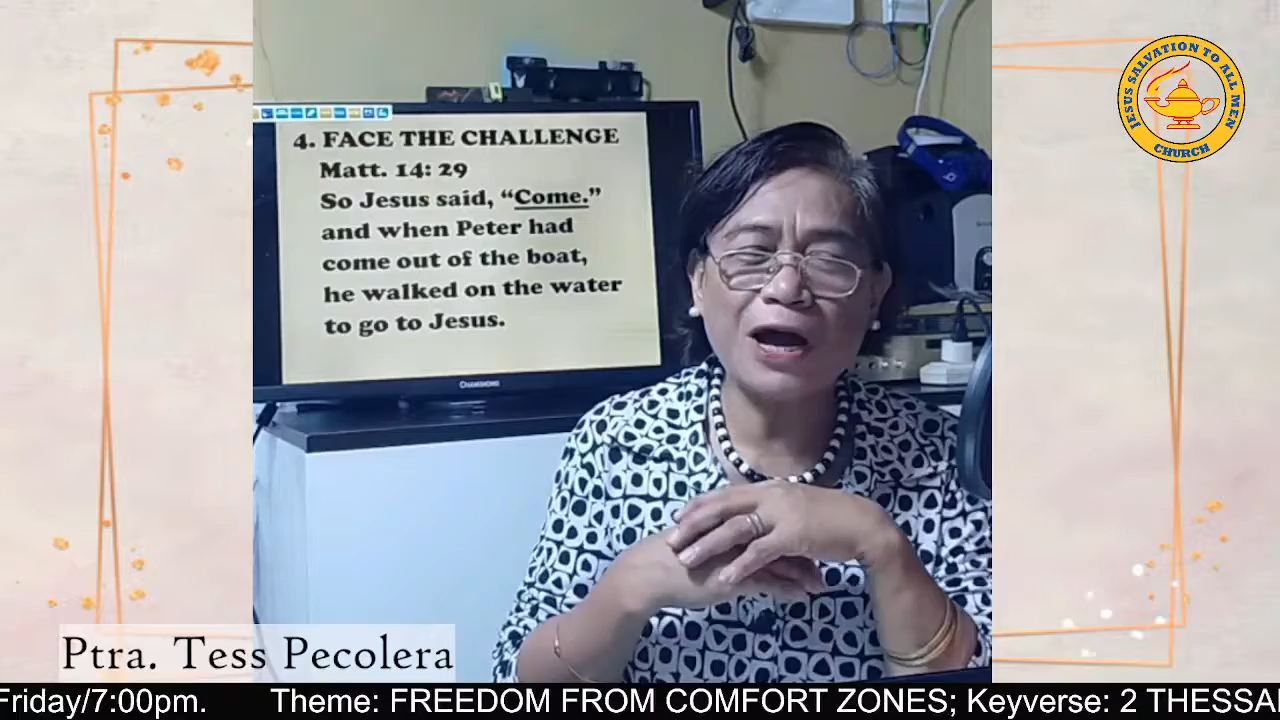 4. FACE THE CHALLENGE
Matt. 14: 29
So Jesus said, “Come.”
and when Peter had
come out of the boat,
he walked on the water
to go to Jesus.
CHANGHONG
JESUS SALVATION TO ALL MEN
CHURCH
Ptra. Tess Pecolera
Friday/7:00pm. Theme: FREEDOM FROM COMFORT ZONES; Keyverse: 2 THESSAL